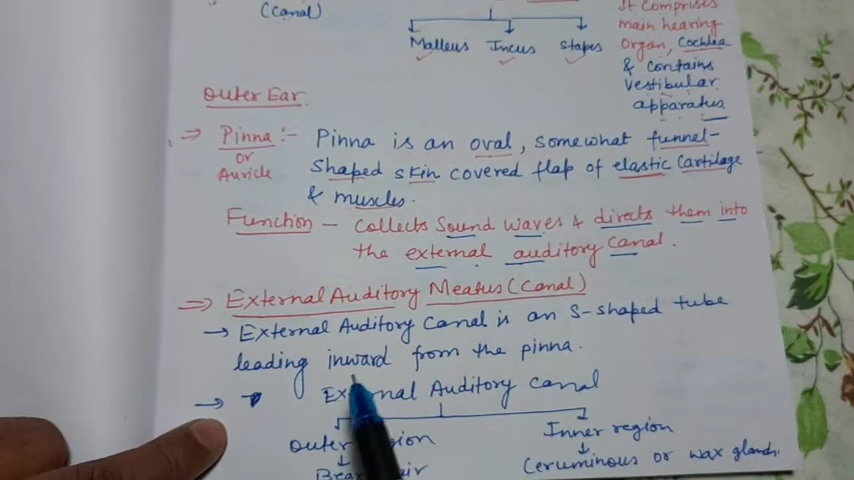 (Canal)
Malleus Incus Stapes
It comprises
main hearing
organ, cochlea
& contains
vestibular
apparatus
Outer Ear
⇒ Pinna :- Pinna is an oval, somewhat funnel-
or
Auricle
shaped skin covered flap of elastic cartilage
& muscles.
Function – collects sound waves & directs them into
the external auditory canal.
⇒ External Auditory Meatus (Canal)
→ External Auditory Canal is an S-shaped tube
leading inward from the pinna.
→ External Auditory Canal
Outer Inner region
Ceruminous or wax glands.